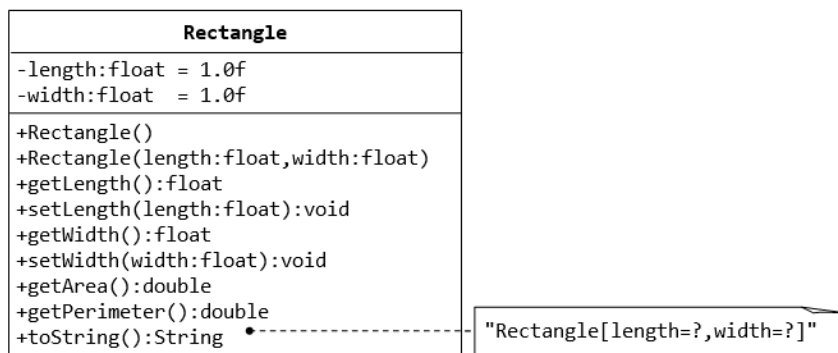 Rectangle
-length:float = 1.0f
-width:float  = 1.0f
+Rectangle()
+Rectangle(length:float,width:float)
+getLength():float
+setLength(length:float):void
+getWidth():float
+setWidth(width:float):void
+getArea():double
+getPerimeter():double
+toString():String
"Rectangle[length=?,width=?]"